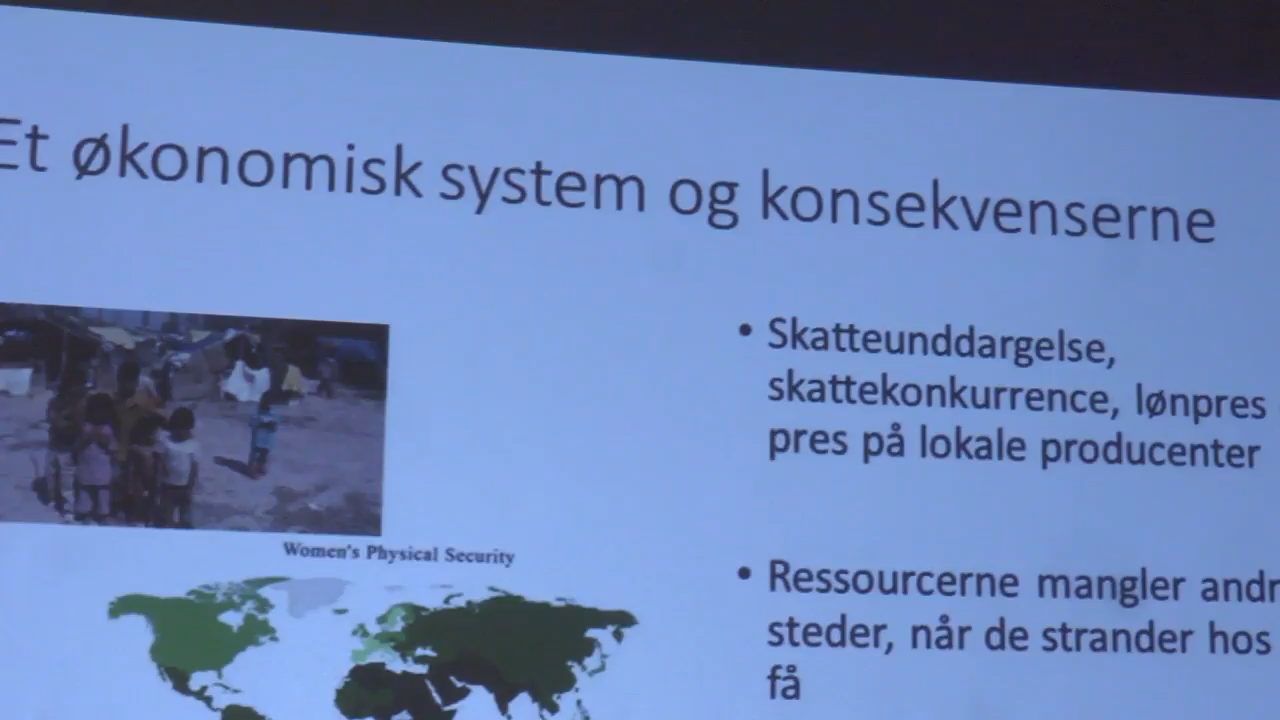 Et økonomisk system og konsekvenserne
• Skatteunddargelse,
skattekonkurrence, lønpres
pres på lokale producenter
Women's Physical Security
• Ressourcerne mangler andr
steder, når de strander hos
få